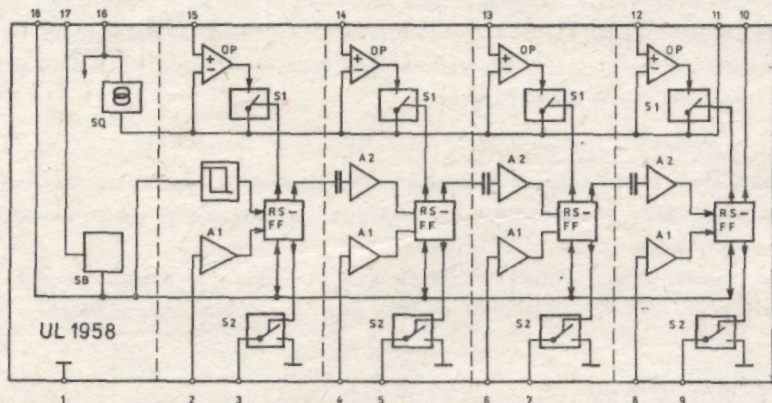 18 17 16 15 14 13 12 11 10
OP OP OP OP
+ − + − + − + −
S1 S1 S1 S1
SQ
A2 A2 A2
RS- RS- RS- RS-
FF FF FF FF
A1 A1 A1 A1
SB
S2 S2 S2 S2
UL 1958
1 2 3 4 5 6 7 8 9